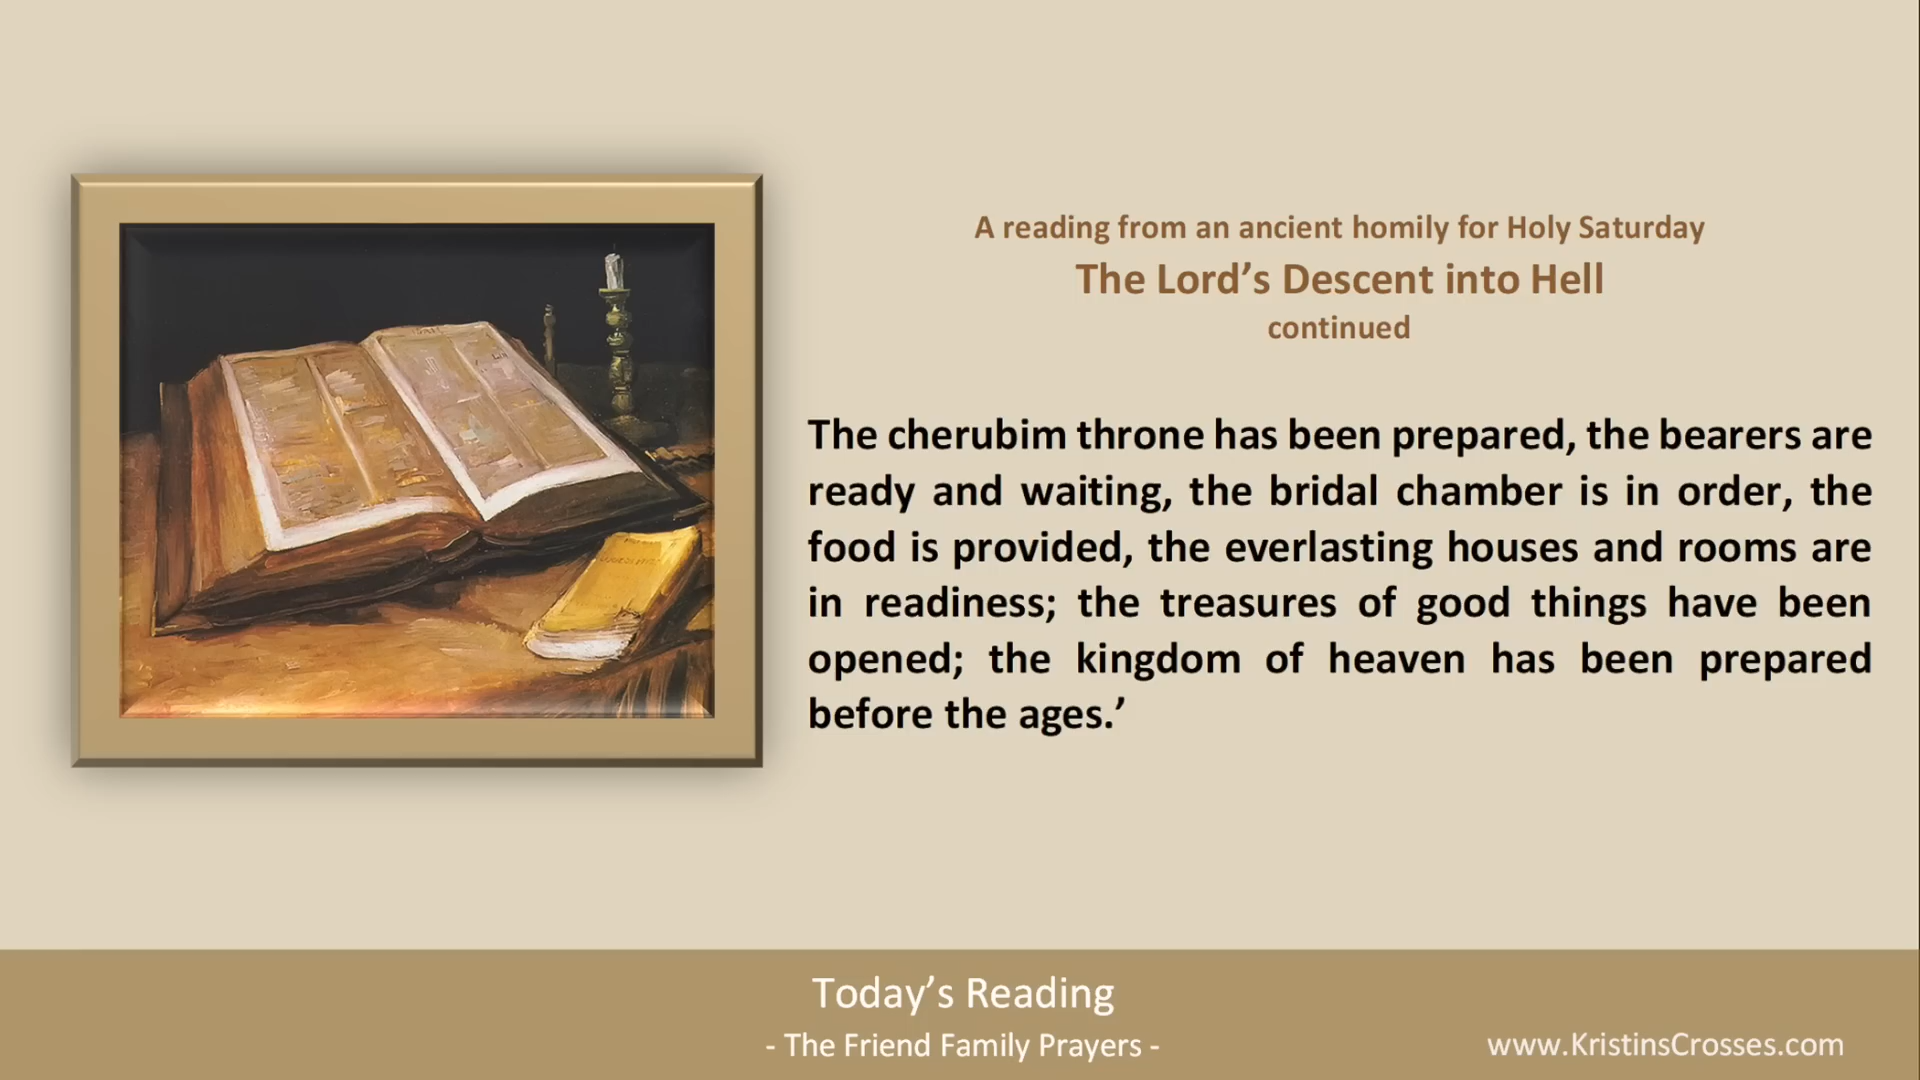 A reading from an ancient homily for Holy Saturday
The Lord’s Descent into Hell
continued
The cherubim throne has been prepared, the bearers are
ready and waiting, the bridal chamber is in order, the
food is provided, the everlasting houses and rooms are
in readiness; the treasures of good things have been
opened; the kingdom of heaven has been prepared
before the ages.’
Today’s Reading
- The Friend Family Prayers -
www.KristinsCrosses.com